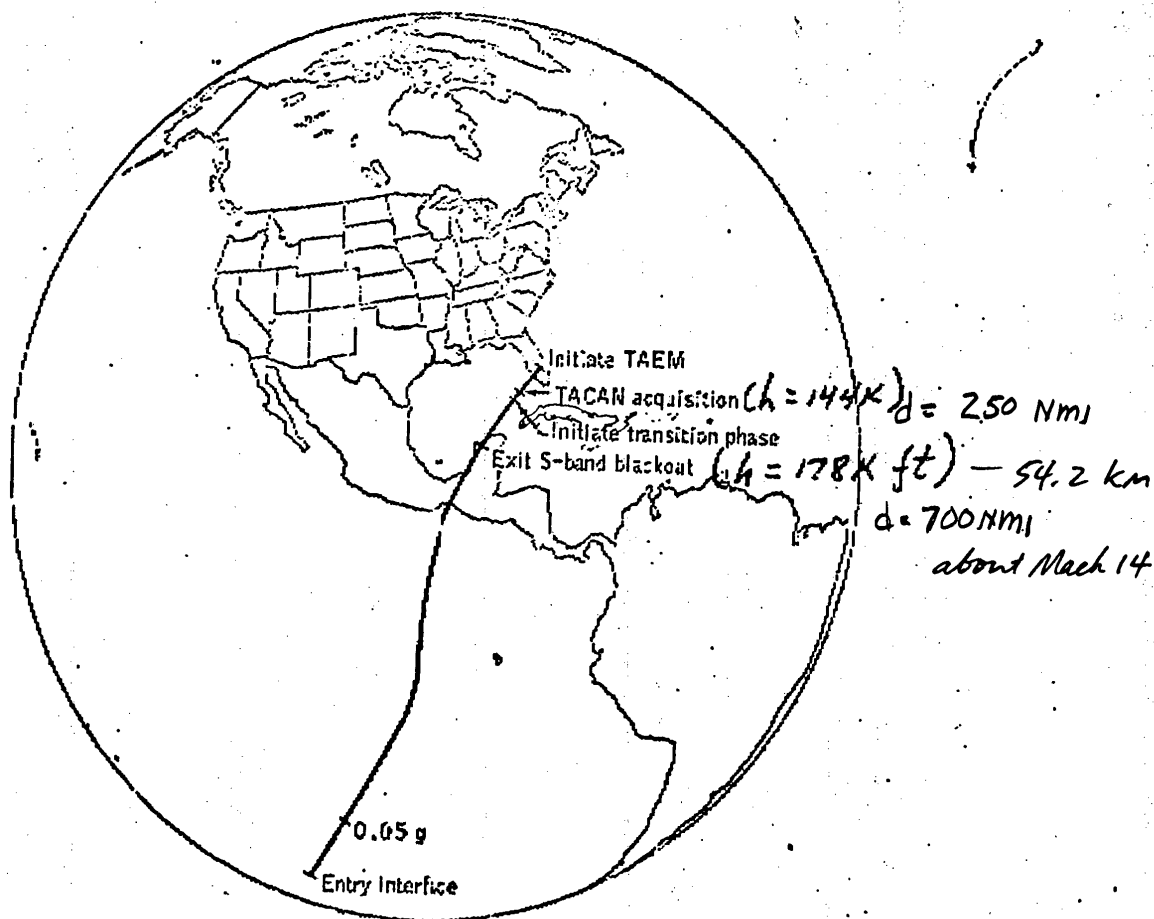 Initiate TAEM
TACAN acquisition (h = 144K) d = 250 Nmi
Initiate transition phase
Exit S-band blackout (h = 178K ft) — 54.2 km
d = 700 Nmi
about Mach 14
0.05 g
Entry Interface